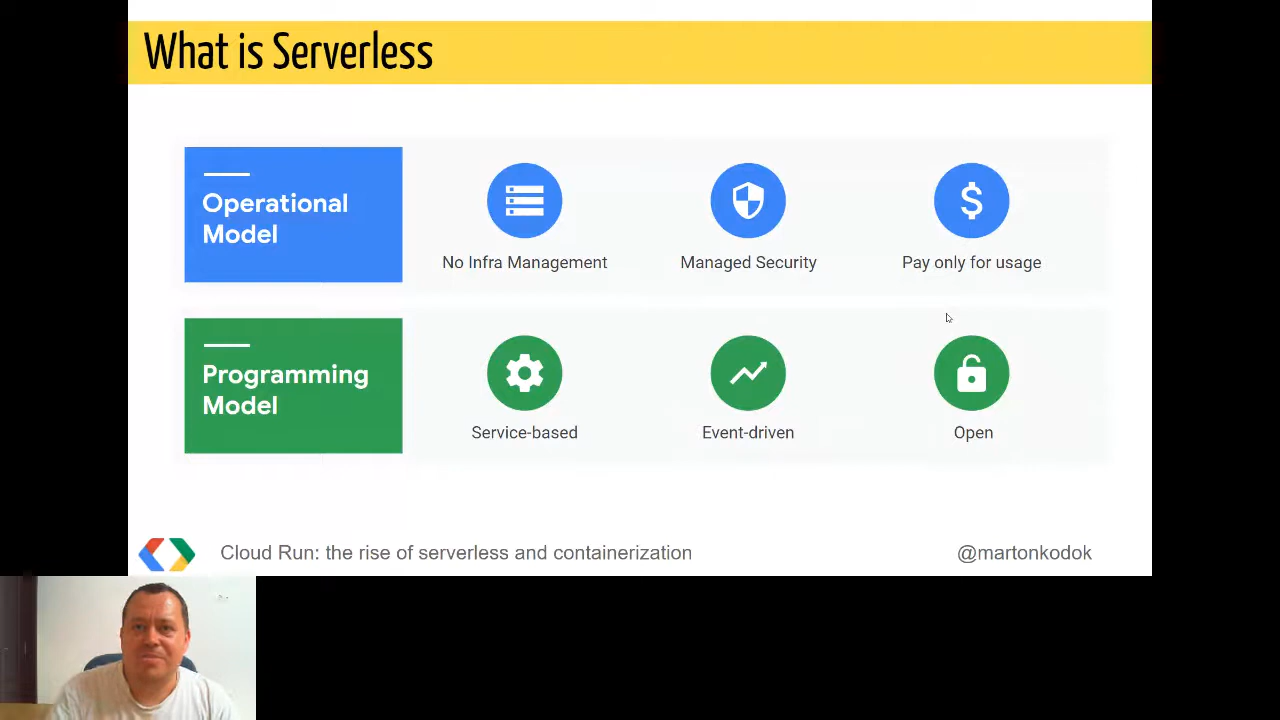 What is Serverless
Operational
Model
No Infra Management
Managed Security
Pay only for usage
Programming
Model
Service-based
Event-driven
Open
Cloud Run: the rise of serverless and containerization
@martonkodok